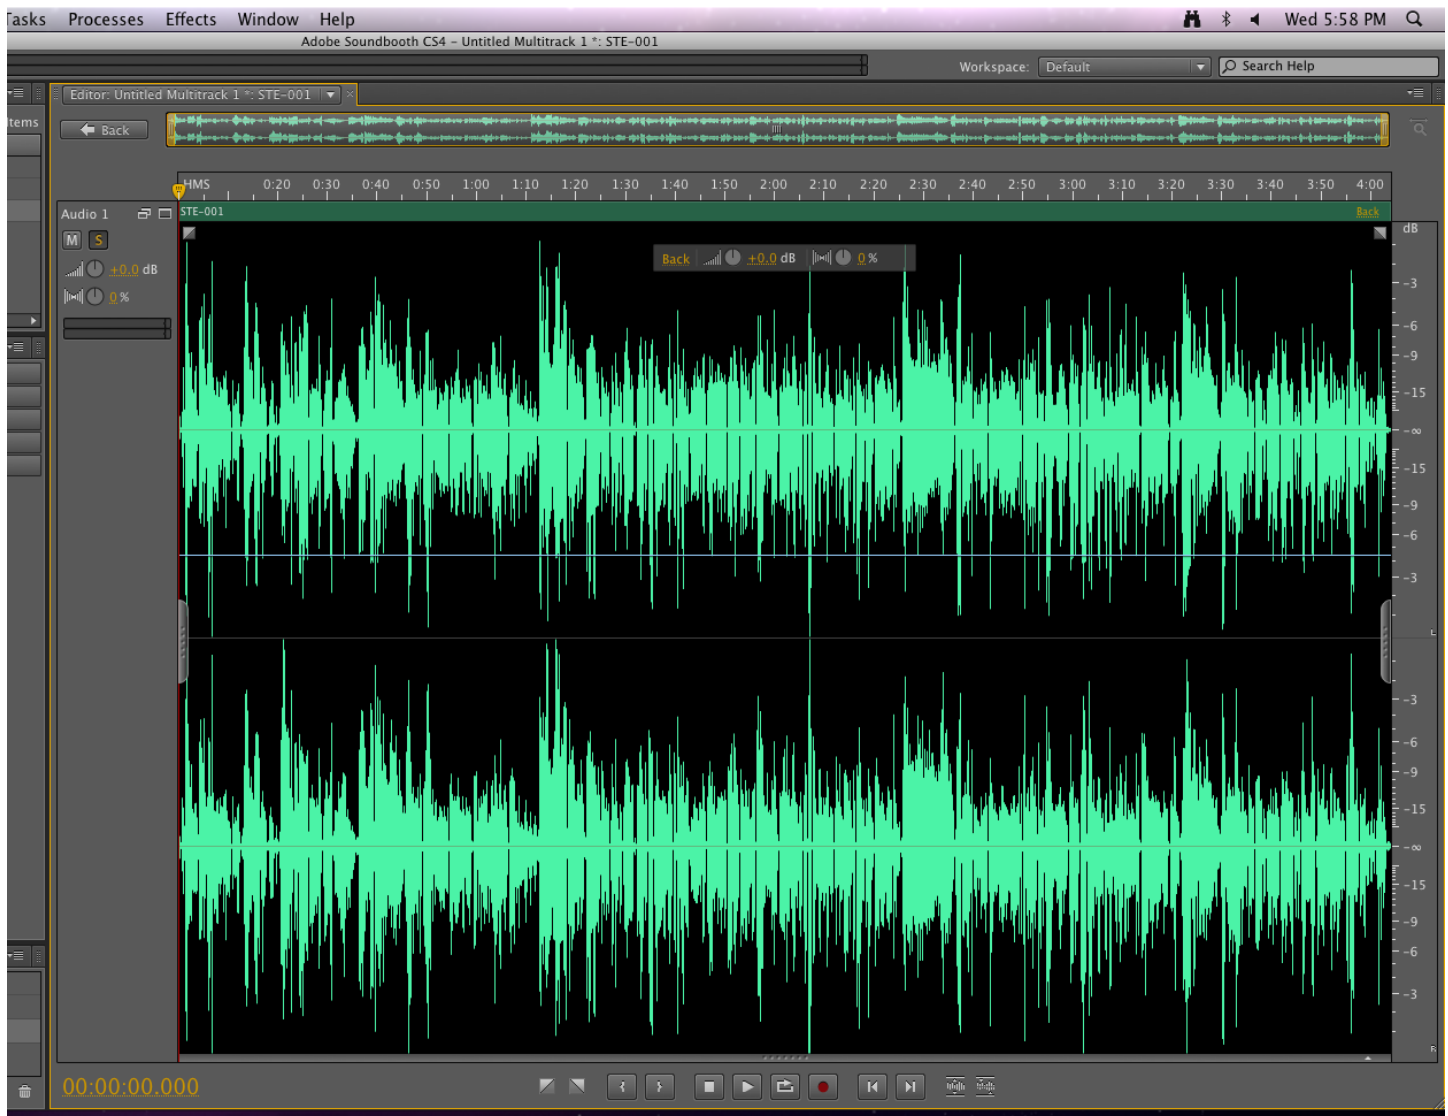 Tasks Processes Effects Window Help
Wed 5:58 PM
Adobe Soundbooth CS4 – Untitled Multitrack 1 *: STE-001
Workspace: Default
Search Help
Editor: Untitled Multitrack 1 *: STE-001
Items
Back
HMS 0:20 0:30 0:40 0:50 1:00 1:10 1:20 1:30 1:40 1:50 2:00 2:10 2:20 2:30 2:40 2:50 3:00 3:10 3:20 3:30 3:40 3:50 4:00
Audio 1
STE-001
Back
M S
+0.0 dB
0 %
Back +0.0 dB 0 %
dB
-3
-6
-9
-15
-∞
-15
-9
-6
-3
L
-3
-6
-9
-15
-∞
-15
-9
-6
-3
R
00:00:00.000